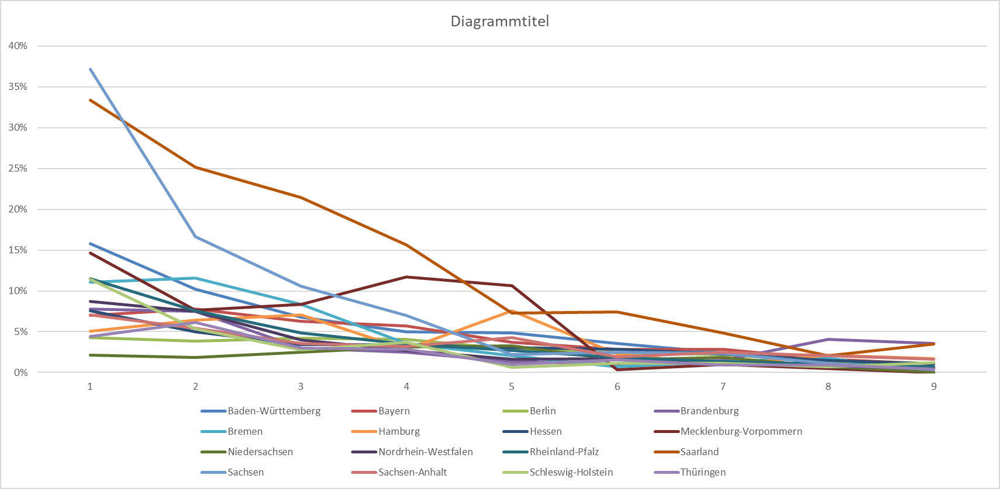 Diagrammtitel
40%
35%
30%
25%
20%
15%
10%
5%
0%
1 2 3 4 5 6 7 8 9
Baden-Württemberg Bayern Berlin Brandenburg
Bremen Hamburg Hessen Mecklenburg-Vorpommern
Niedersachsen Nordrhein-Westfalen Rheinland-Pfalz Saarland
Sachsen Sachsen-Anhalt Schleswig-Holstein Thüringen